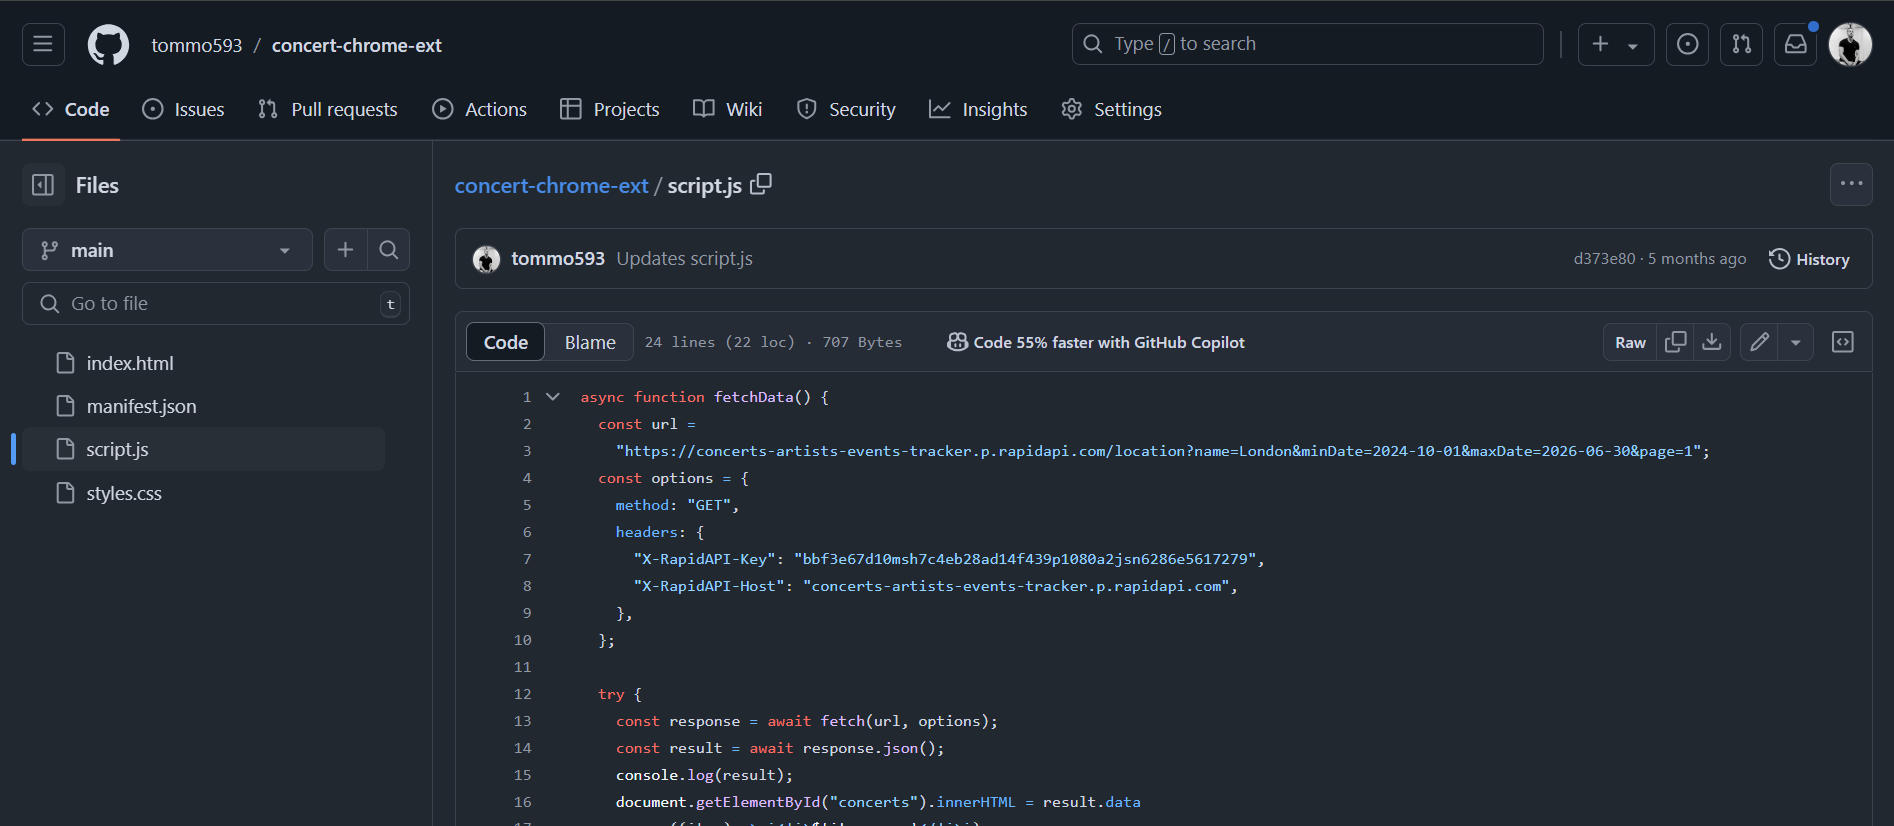 tommo593 / concert-chrome-ext
Type / to search
Code
Issues
Pull requests
Actions
Projects
Wiki
Security
Insights
Settings
Files
main
Go to file
t
index.html
manifest.json
script.js
styles.css
concert-chrome-ext / script.js
tommo593 Updates script.js
d373e80 · 5 months ago
History
Code
Blame
24 lines (22 loc) · 707 Bytes
Code 55% faster with GitHub Copilot
Raw
1 async function fetchData() {
2 const url =
3 "https://concerts-artists-events-tracker.p.rapidapi.com/location?name=London&minDate=2024-10-01&maxDate=2026-06-30&page=1";
4 const options = {
5 method: "GET",
6 headers: {
7 "X-RapidAPI-Key": "bbf3e67d10msh7c4eb28ad14f439p1080a2jsn6286e5617279",
8 "X-RapidAPI-Host": "concerts-artists-events-tracker.p.rapidapi.com",
9 },
10 };
11
12 try {
13 const response = await fetch(url, options);
14 const result = await response.json();
15 console.log(result);
16 document.getElementById("concerts").innerHTML = result.data